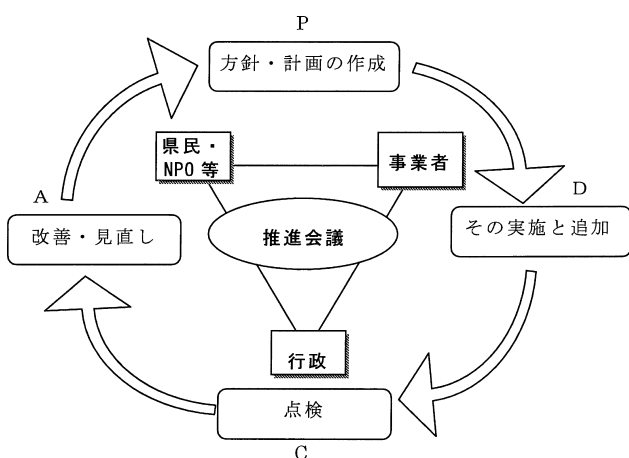 P
方針・計画の作成
県民・
NPO 等
事業者
A
D
改善・見直し
推進会議
その実施と追加
行政
点検
C